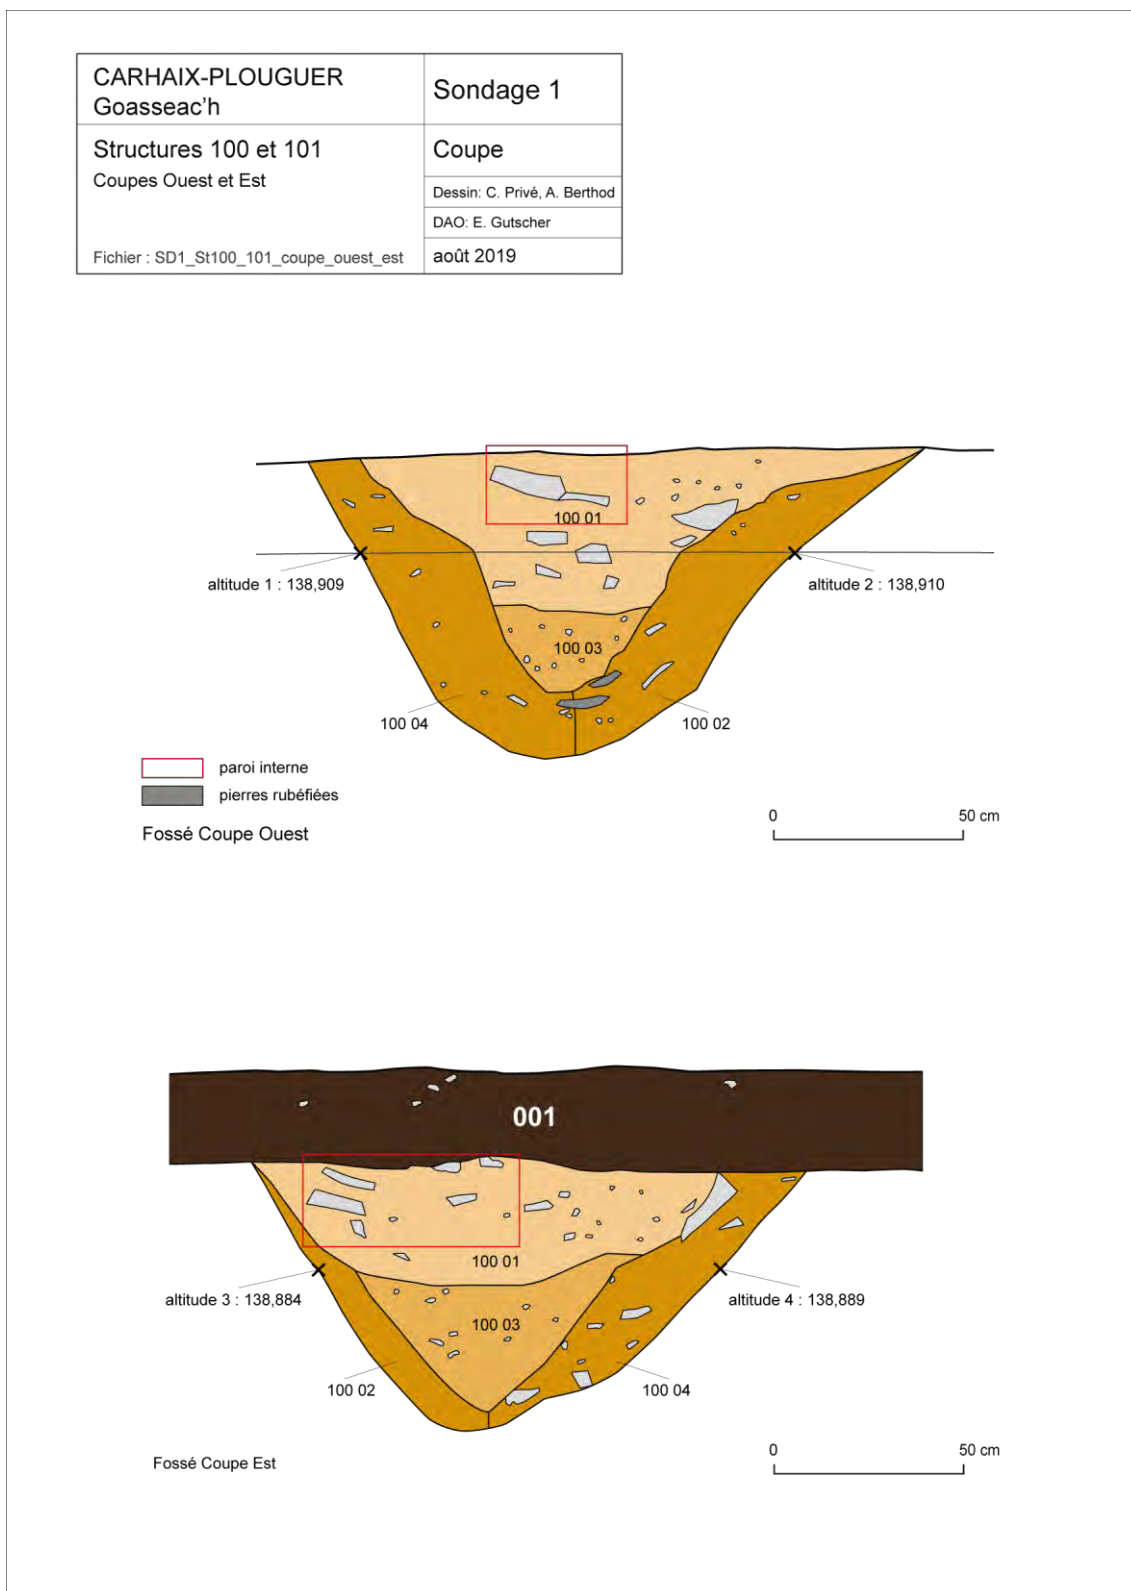 CARHAIX-PLOUGUER
Goasseac'h
Sondage 1
Structures 100 et 101
Coupes Ouest et Est
Coupe
Dessin: C. Privé, A. Berthod
DAO: E. Gutscher
Fichier : SD1_St100_101_coupe_ouest_est
août 2019
100 01
altitude 1 : 138,909
altitude 2 : 138,910
100 03
100 04
100 02
paroi interne
pierres rubéfiées
Fossé Coupe Ouest
0 50 cm
001
100 01
altitude 3 : 138,884
altitude 4 : 138,889
100 03
100 02
100 04
Fossé Coupe Est
0 50 cm